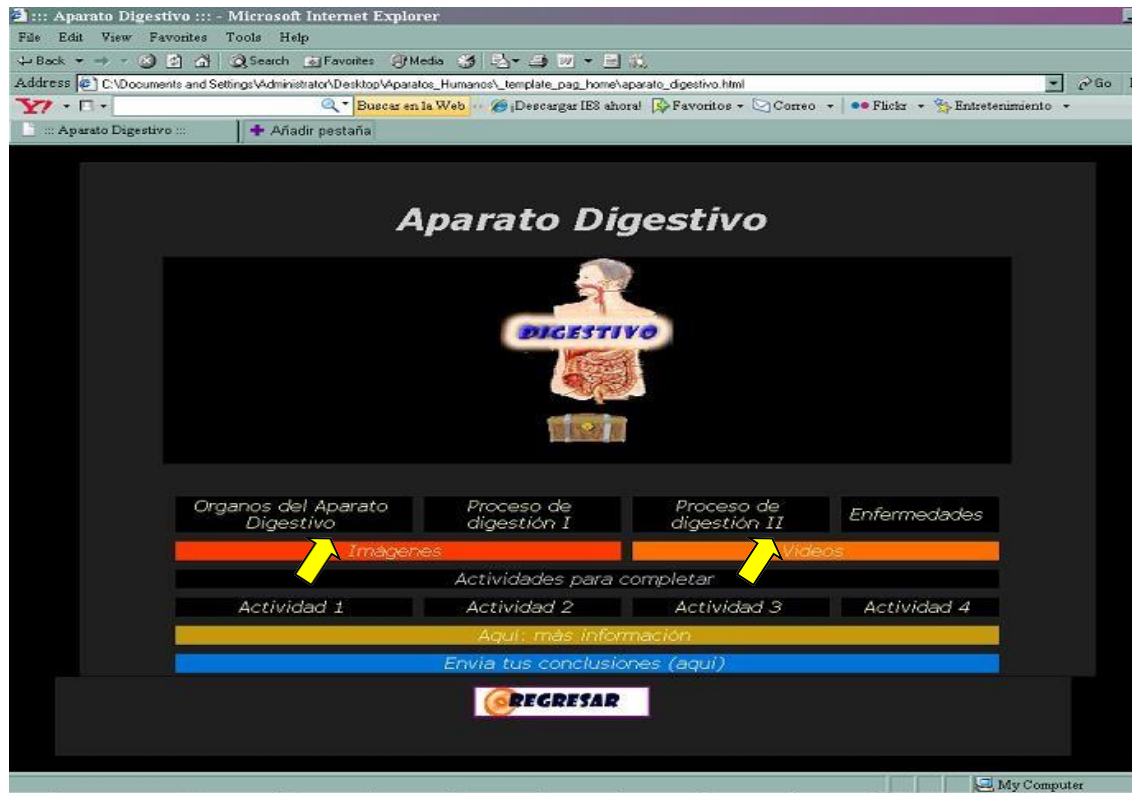 ::: Aparato Digestivo ::: - Microsoft Internet Explorer
File Edit View Favorites Tools Help
Back Search Favorites Media
Address C:\Documents and Settings\Administrator\Desktop\Aparatos_Humanos\_template_pag_home\aparato_digestivo.html Go
Y! Buscar en la Web ¡Descargar IE8 ahora! Favoritos Correo Flickr Entretenimiento
::: Aparato Digestivo ::: Añadir pestaña
Aparato Digestivo
DIGESTIVO
Organos del Aparato Digestivo
Proceso de digestión I
Proceso de digestión II
Enfermedades
Imágenes
Videos
Actividades para completar
Actividad 1 Actividad 2 Actividad 3 Actividad 4
Aquí: más información
Envia tus conclusiones (aquí)
REGRESAR
My Computer